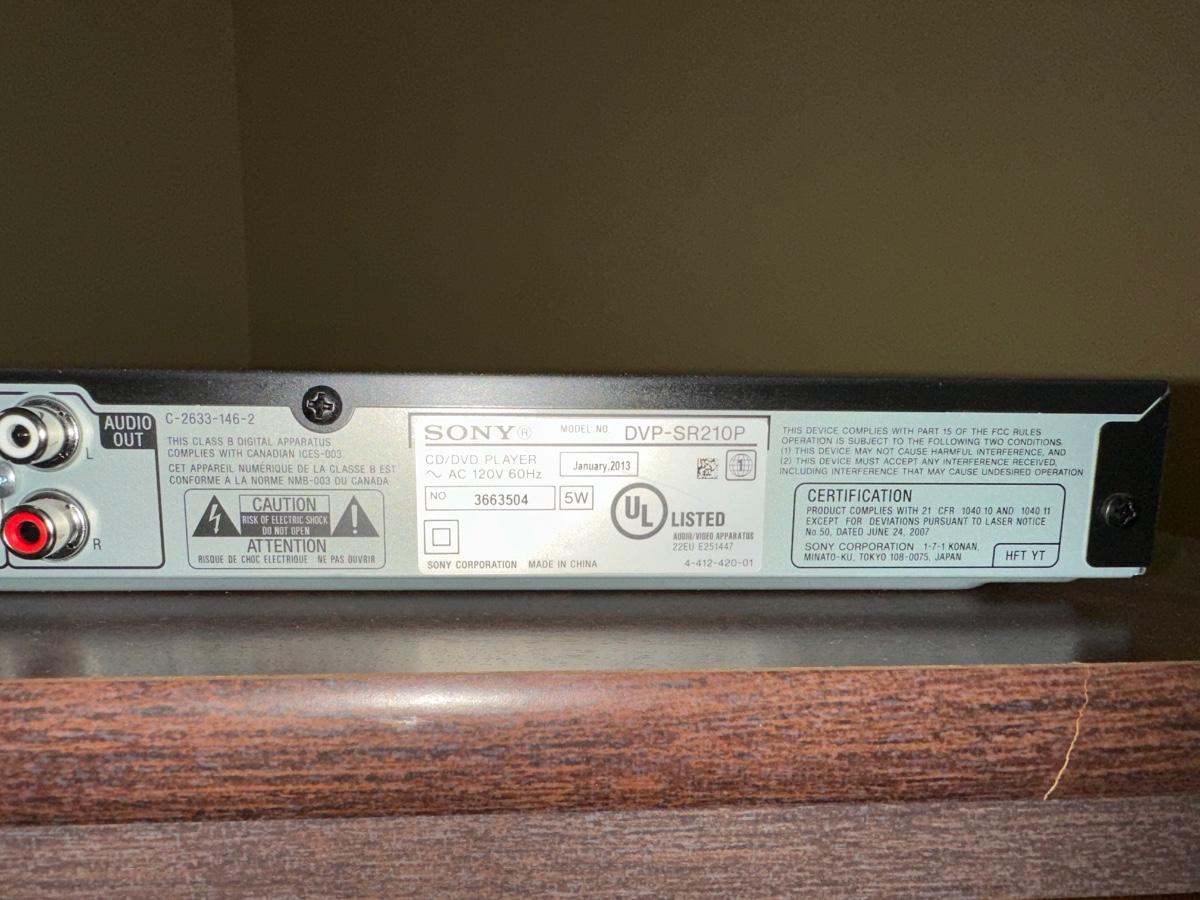 AUDIO
OUT
L
R
C-2633-146-2
THIS CLASS B DIGITAL APPARATUS
COMPLIES WITH CANADIAN ICES-003.
CET APPAREIL NUMÉRIQUE DE LA CLASSE B EST
CONFORME A LA NORME NMB-003 DU CANADA.
CAUTION
RISK OF ELECTRIC SHOCK
DO NOT OPEN
ATTENTION
RISQUE DE CHOC ELECTRIQUE NE PAS OUVRIR
SONY® MODEL NO. DVP-SR210P
CD/DVD PLAYER
~ AC 120V 60Hz
January,2013
NO 3663504 5W
1
UL LISTED
AUDIO/VIDEO APPARATUS
22EU E251447
SONY CORPORATION MADE IN CHINA 4-412-420-01
THIS DEVICE COMPLIES WITH PART 15 OF THE FCC RULES
OPERATION IS SUBJECT TO THE FOLLOWING TWO CONDITIONS:
(1) THIS DEVICE MAY NOT CAUSE HARMFUL INTERFERENCE, AND
(2) THIS DEVICE MUST ACCEPT ANY INTERFERENCE RECEIVED,
INCLUDING INTERFERENCE THAT MAY CAUSE UNDESIRED OPERATION
CERTIFICATION
PRODUCT COMPLIES WITH 21 CFR 1040.10 AND 1040.11
EXCEPT FOR DEVIATIONS PURSUANT TO LASER NOTICE
No.50, DATED JUNE 24, 2007
SONY CORPORATION 1-7-1 KONAN,
MINATO-KU, TOKYO 108-0075, JAPAN
HFT YT